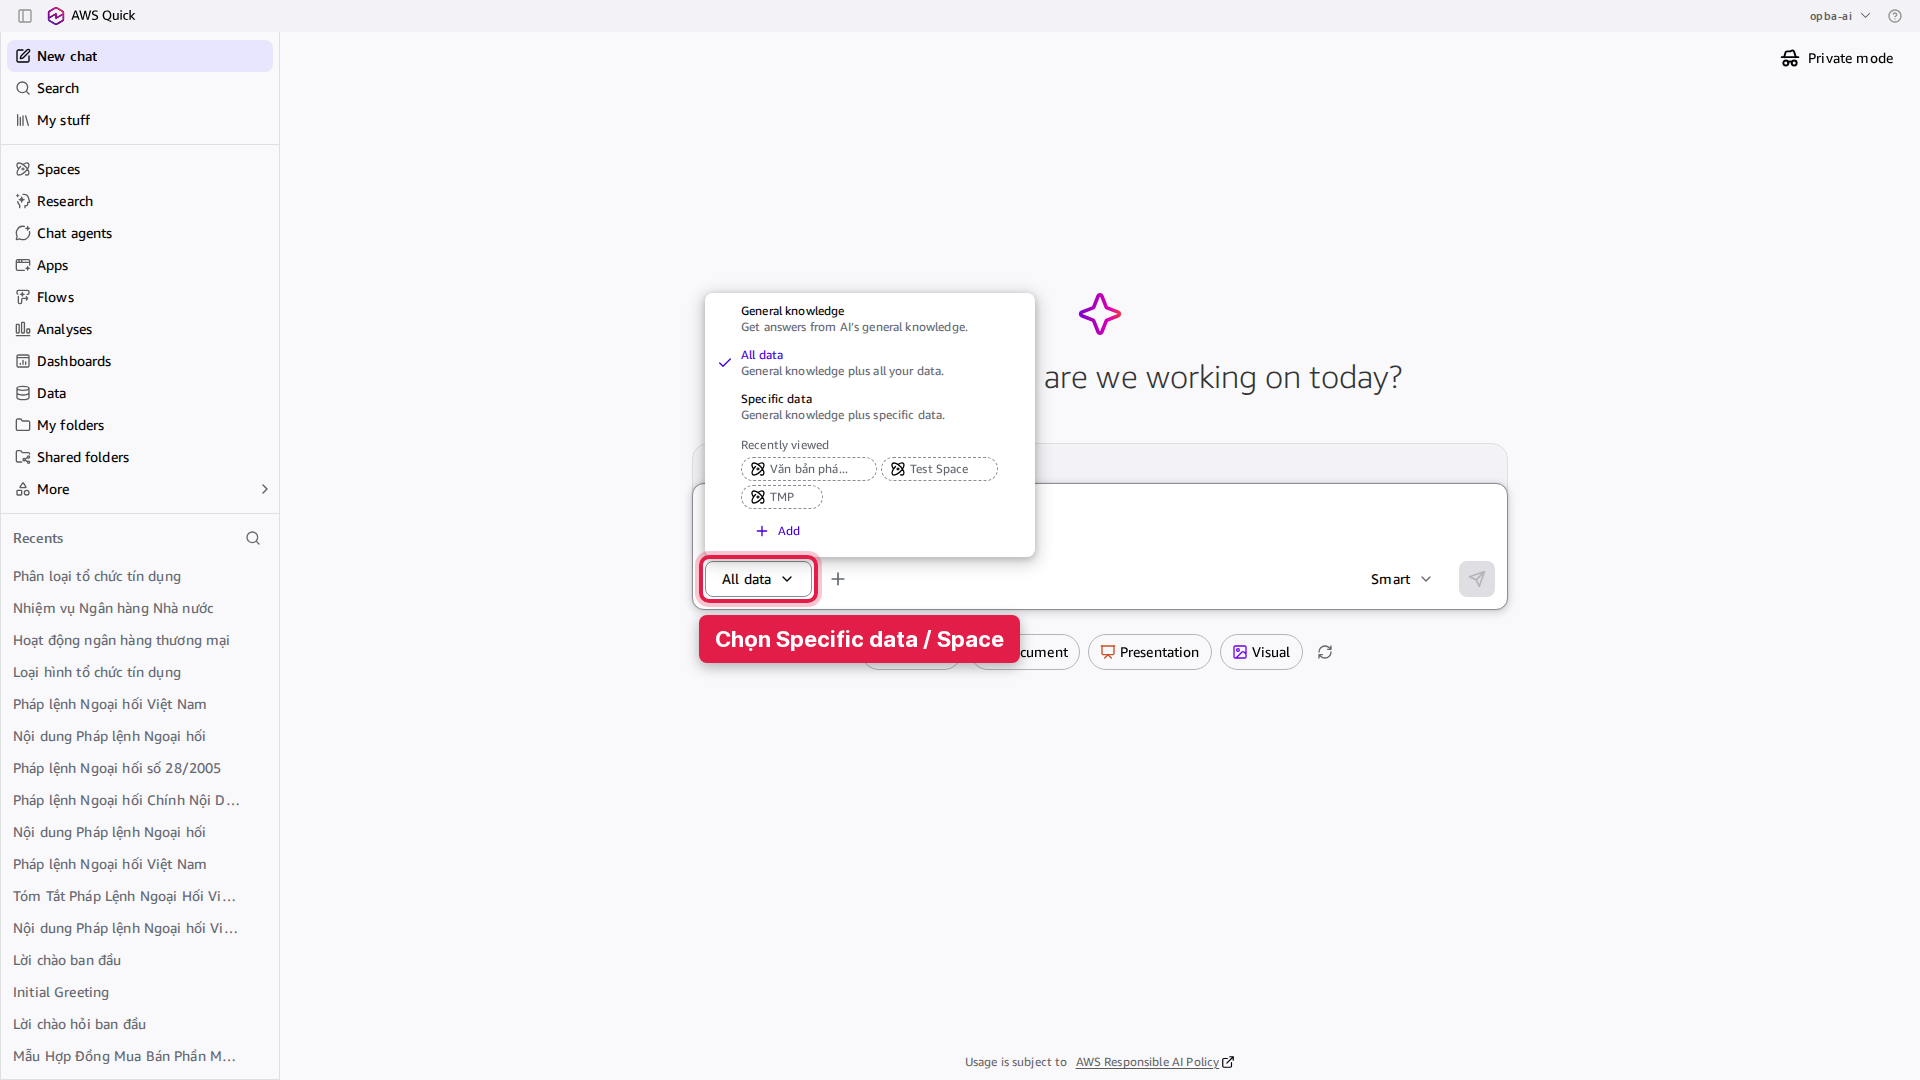 AWS Quick
opba-ai
New chat
Search
My stuff
Spaces
Research
Chat agents
Apps
Flows
Analyses
Dashboards
Data
My folders
Shared folders
More
Recents
Phân loại tổ chức tín dụng
Nhiệm vụ Ngân hàng Nhà nước
Hoạt động ngân hàng thương mại
Loại hình tổ chức tín dụng
Pháp lệnh Ngoại hối Việt Nam
Nội dung Pháp lệnh Ngoại hối
Pháp lệnh Ngoại hối số 28/2005
Pháp lệnh Ngoại hối Chính Nội D...
Nội dung Pháp lệnh Ngoại hối
Pháp lệnh Ngoại hối Việt Nam
Tóm Tắt Pháp Lệnh Ngoại Hối Vi...
Nội dung Pháp lệnh Ngoại hối Vi...
Lời chào ban đầu
Initial Greeting
Lời chào hỏi ban đầu
Mẫu Hợp Đồng Mua Bán Phần M...
Private mode
General knowledge
Get answers from AI's general knowledge.
All data
General knowledge plus all your data.
Specific data
General knowledge plus specific data.
Recently viewed
Văn bản phá...
Test Space
TMP
Add
are we working on today?
All data
Smart
Chọn Specific data / Space
cument
Presentation
Visual
Usage is subject to AWS Responsible AI Policy